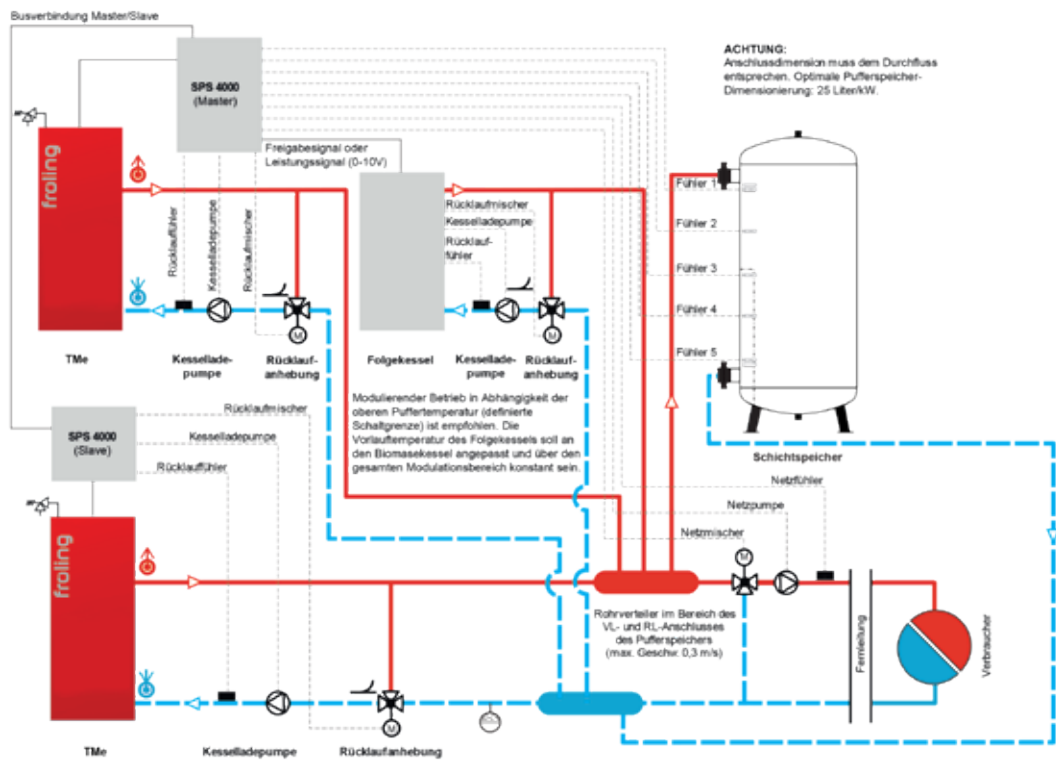 Busverbindung Master/Slave
SPS 4000
(Master)
ACHTUNG:
Anschlussdimension muss dem Durchfluss
entsprechen. Optimale Pufferspeicher-
Dimensionierung: 25 Liter/kW.
froling
Freigabesignal oder
Leistungssignal (0-10V)
Rücklauffühler
Kesselladepumpe
Rücklaufmischer
Rücklaufmischer
Kesselladepumpe
Rücklauf-
fühler
Fühler 1
Fühler 2
Fühler 3
Fühler 4
Fühler 5
M
M
TMe
Kessellade-
pumpe
Rücklauf-
anhebung
Folgekessel
Kessellade-
pumpe
Rücklauf-
anhebung
Modulierender Betrieb in Abhängigkeit der
oberen Puffertemperatur (definierte
Schaltgrenze) ist empfohlen. Die
Vorlauftemperatur des Folgekessels soll an
den Biomasekessel angepasst und über den
gesamten Modulationsbereich konstant sein.
Schichtspeicher
SPS 4000
(Slave)
Rücklaufmischer
Kesselladepumpe
Rücklauffühler
Netzfühler
Netzpumpe
Netzmischer
M
froling
Rohrverteiler im Bereich des
VL- und RL-Anschlusses
des Pufferspeichers
(max. Geschw. 0,3 m/s)
Fernleitung
Verbraucher
M
TMe
Kesselladepumpe
Rücklaufanhebung